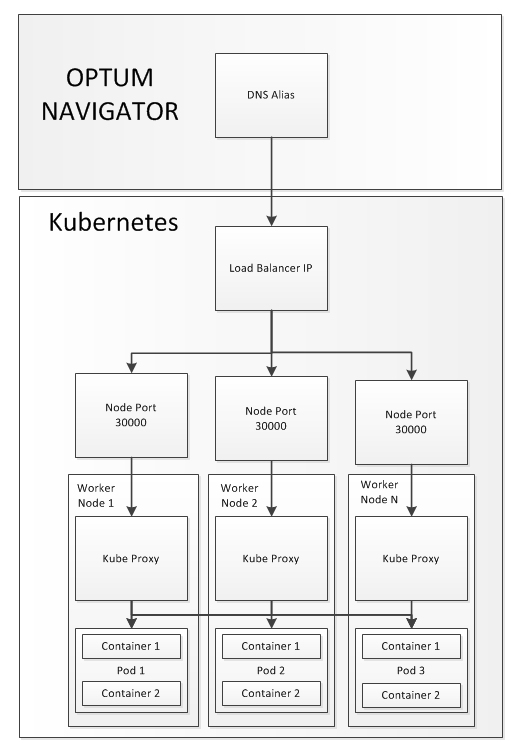 OPTUM
NAVIGATOR
DNS Alias
Kubernetes
Load Balancer IP
Node Port
30000
Node Port
30000
Node Port
30000
Worker
Node 1
Worker
Node 2
Worker
Node N
Kube Proxy
Kube Proxy
Kube Proxy
Container 1
Pod 1
Container 2
Container 1
Pod 2
Container 2
Container 1
Pod 3
Container 2